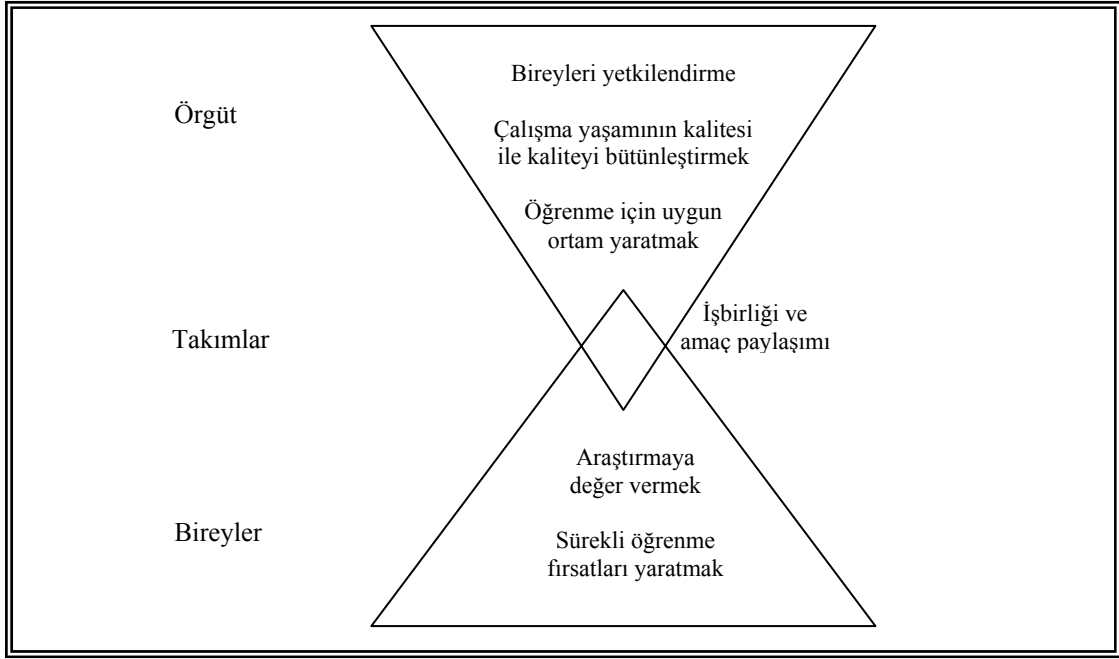 Örgüt
Bireyleri yetkilendirme
Çalışma yaşamının kalitesi
ile kaliteyi bütünleştirmek
Öğrenme için uygun
ortam yaratmak
Takımlar
İşbirliği ve
amaç paylaşımı
Bireyler
Araştırmaya
değer vermek
Sürekli öğrenme
fırsatları yaratmak